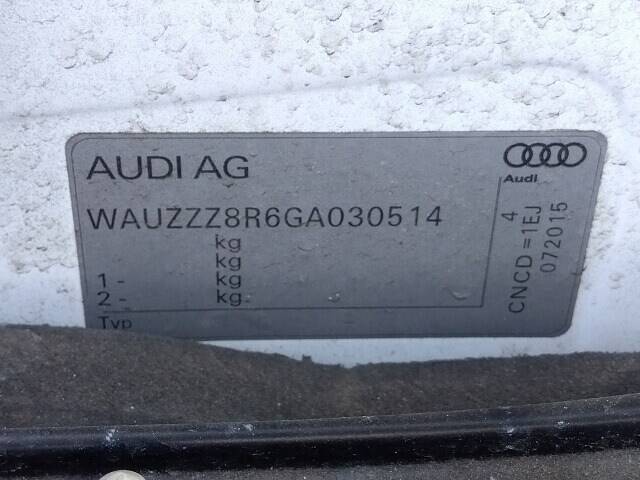 AUDI AG
Audi
WAUZZZ8R6GA030514
kg
kg
1 - kg
2 - kg
Typ
CNCD=1EJ 4
072015